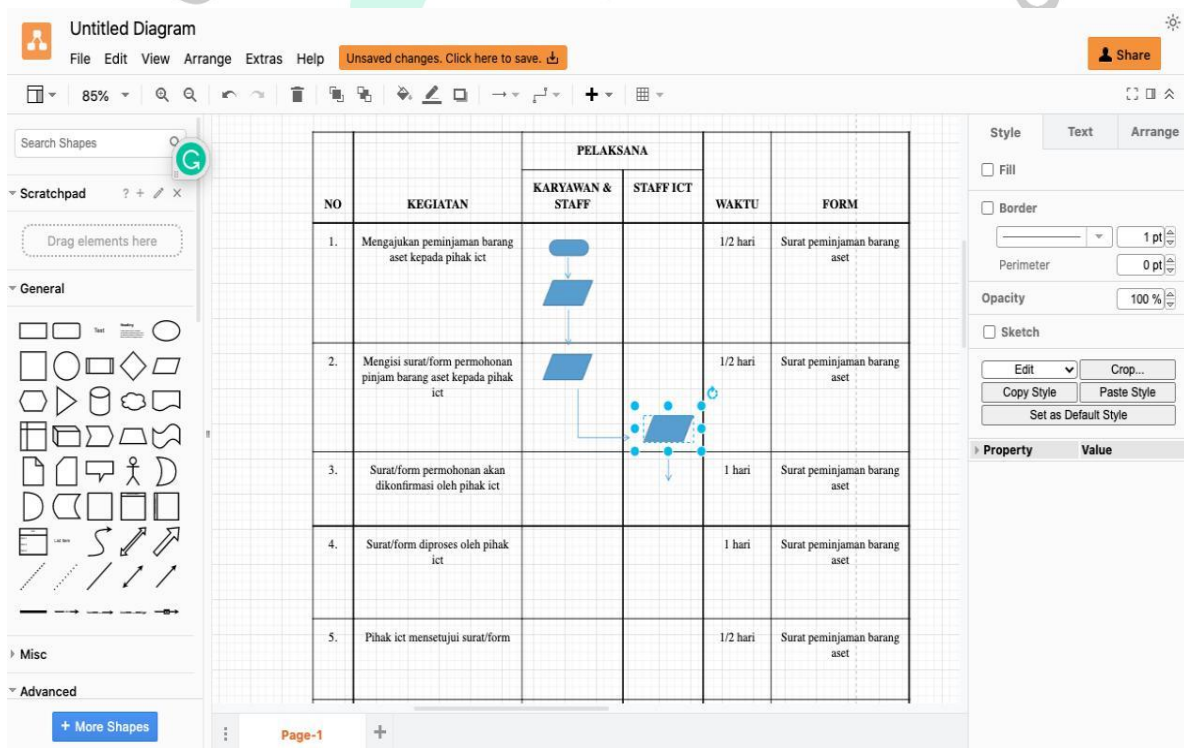 Untitled Diagram
File Edit View Arrange Extras Help Unsaved changes. Click here to save.
Share
85%
Search Shapes
G
Scratchpad ? + ×
Drag elements here
General
Text Heading
List Item
Misc
Advanced
+ More Shapes
PELAKSANA
NO KEGIATAN KARYAWAN & STAFF ICT WAKTU FORM
STAFF
1. Mengajukan peminjaman barang 1/2 hari Surat peminjaman barang
aset kepada pihak ict aset
2. Mengisi surat/form permohonan 1/2 hari Surat peminjaman barang
pinjam barang aset kepada pihak aset
ict
3. Surat/form permohonan akan 1 hari Surat peminjaman barang
dikonfirmasi oleh pihak ict aset
4. Surat/form diproses oleh pihak 1 hari Surat peminjaman barang
ict aset
5. Pihak ict mensetujui surat/form 1/2 hari Surat peminjaman barang
aset
Page-1 +
Style Text Arrange
Fill
Border
1 pt
Perimeter 0 pt
Opacity 100 %
Sketch
Edit Crop...
Copy Style Paste Style
Set as Default Style
Property Value